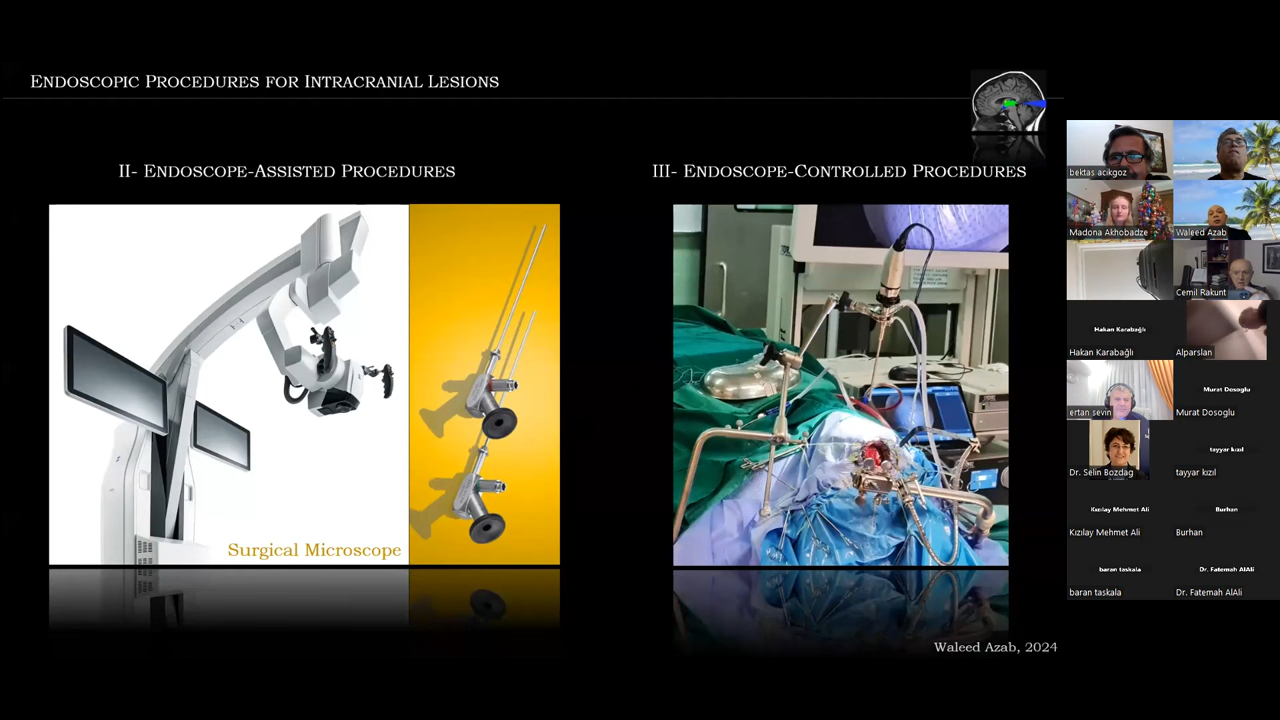 ENDOSCOPIC PROCEDURES FOR INTRACRANIAL LESIONS
II- ENDOSCOPE-ASSISTED PROCEDURES
III- ENDOSCOPE-CONTROLLED PROCEDURES
Surgical Microscope
Waleed Azab, 2024
bektas acikgoz
Madona Akhobadze
Waleed Azab
Cemil Rakunt
Hakan Karabağlı
Hakan Karabağlı
Alparslan
ertan sevin
Murat Dosoglu
Murat Dosoglu
Dr. Selin Bozdag
tayyar kızıl
tayyar kızıl
Kızılay Mehmet Ali
Kızılay Mehmet Ali
Burhan
Burhan
baran taskala
baran taskala
Dr. Fatemah AlAli
Dr. Fatemah AlAli